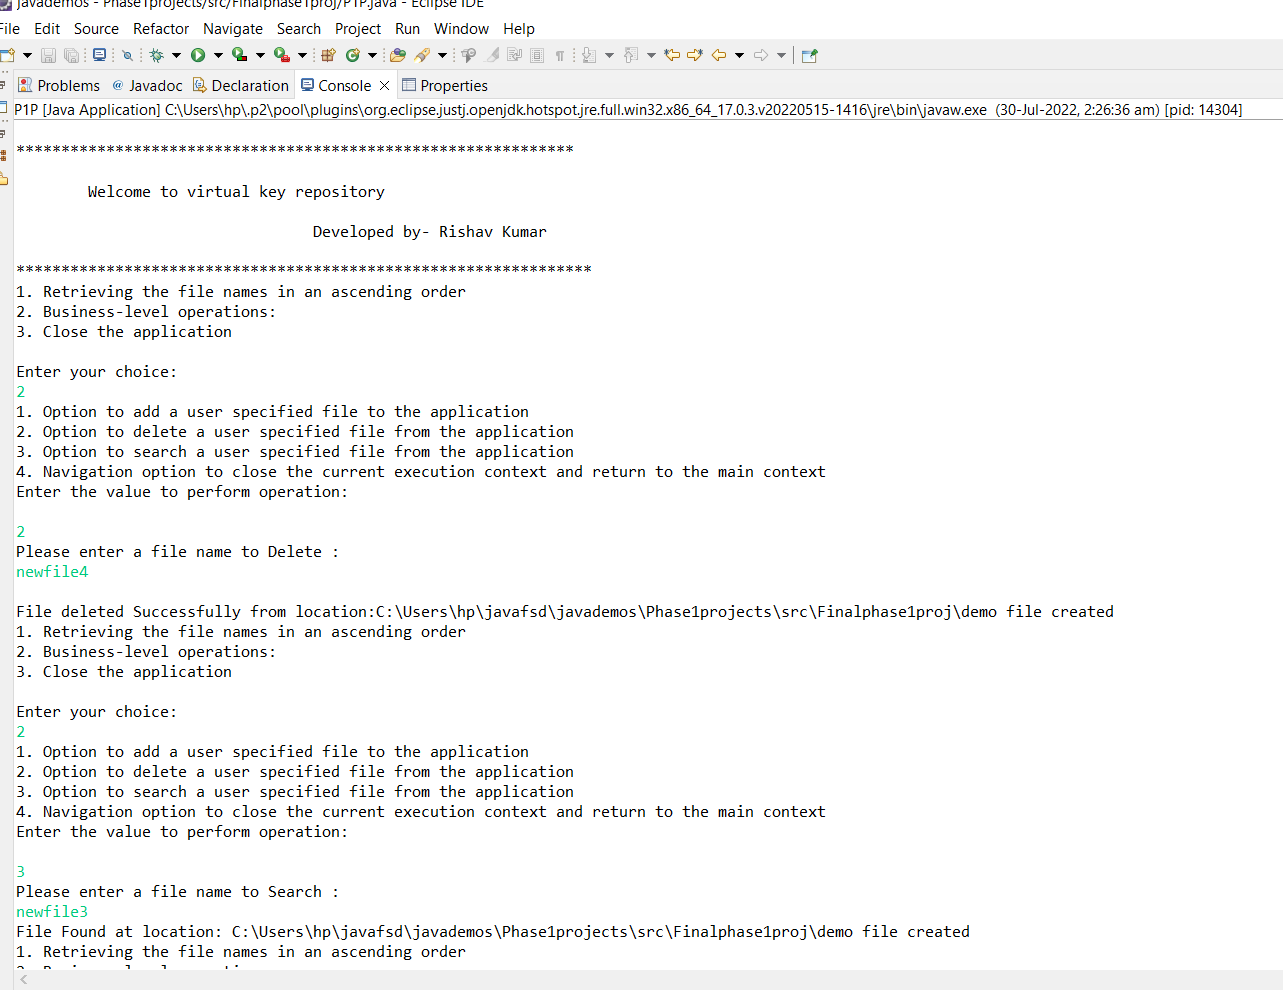 javademos - Phase1projects/src/Finalphase1proj/P1P.java - Eclipse IDE
File Edit Source Refactor Navigate Search Project Run Window Help
Problems @ Javadoc Declaration Console Properties
P1P [Java Application] C:\Users\hp\.p2\pool\plugins\org.eclipse.justj.openjdk.hotspot.jre.full.win32.x86_64_17.0.3.v20220515-1416\jre\bin\javaw.exe (30-Jul-2022, 2:26:36 am) [pid: 14304]
**************************************************************
Welcome to virtual key repository
Developed by- Rishav Kumar
****************************************************************
1. Retrieving the file names in an ascending order
2. Business-level operations:
3. Close the application
Enter your choice:
2
1. Option to add a user specified file to the application
2. Option to delete a user specified file from the application
3. Option to search a user specified file from the application
4. Navigation option to close the current execution context and return to the main context
Enter the value to perform operation:
2
Please enter a file name to Delete :
newfile4
File deleted Successfully from location:C:\Users\hp\javafsd\javademos\Phase1projects\src\Finalphase1proj\demo file created
1. Retrieving the file names in an ascending order
2. Business-level operations:
3. Close the application
Enter your choice:
2
1. Option to add a user specified file to the application
2. Option to delete a user specified file from the application
3. Option to search a user specified file from the application
4. Navigation option to close the current execution context and return to the main context
Enter the value to perform operation:
3
Please enter a file name to Search :
newfile3
File Found at location: C:\Users\hp\javafsd\javademos\Phase1projects\src\Finalphase1proj\demo file created
1. Retrieving the file names in an ascending order